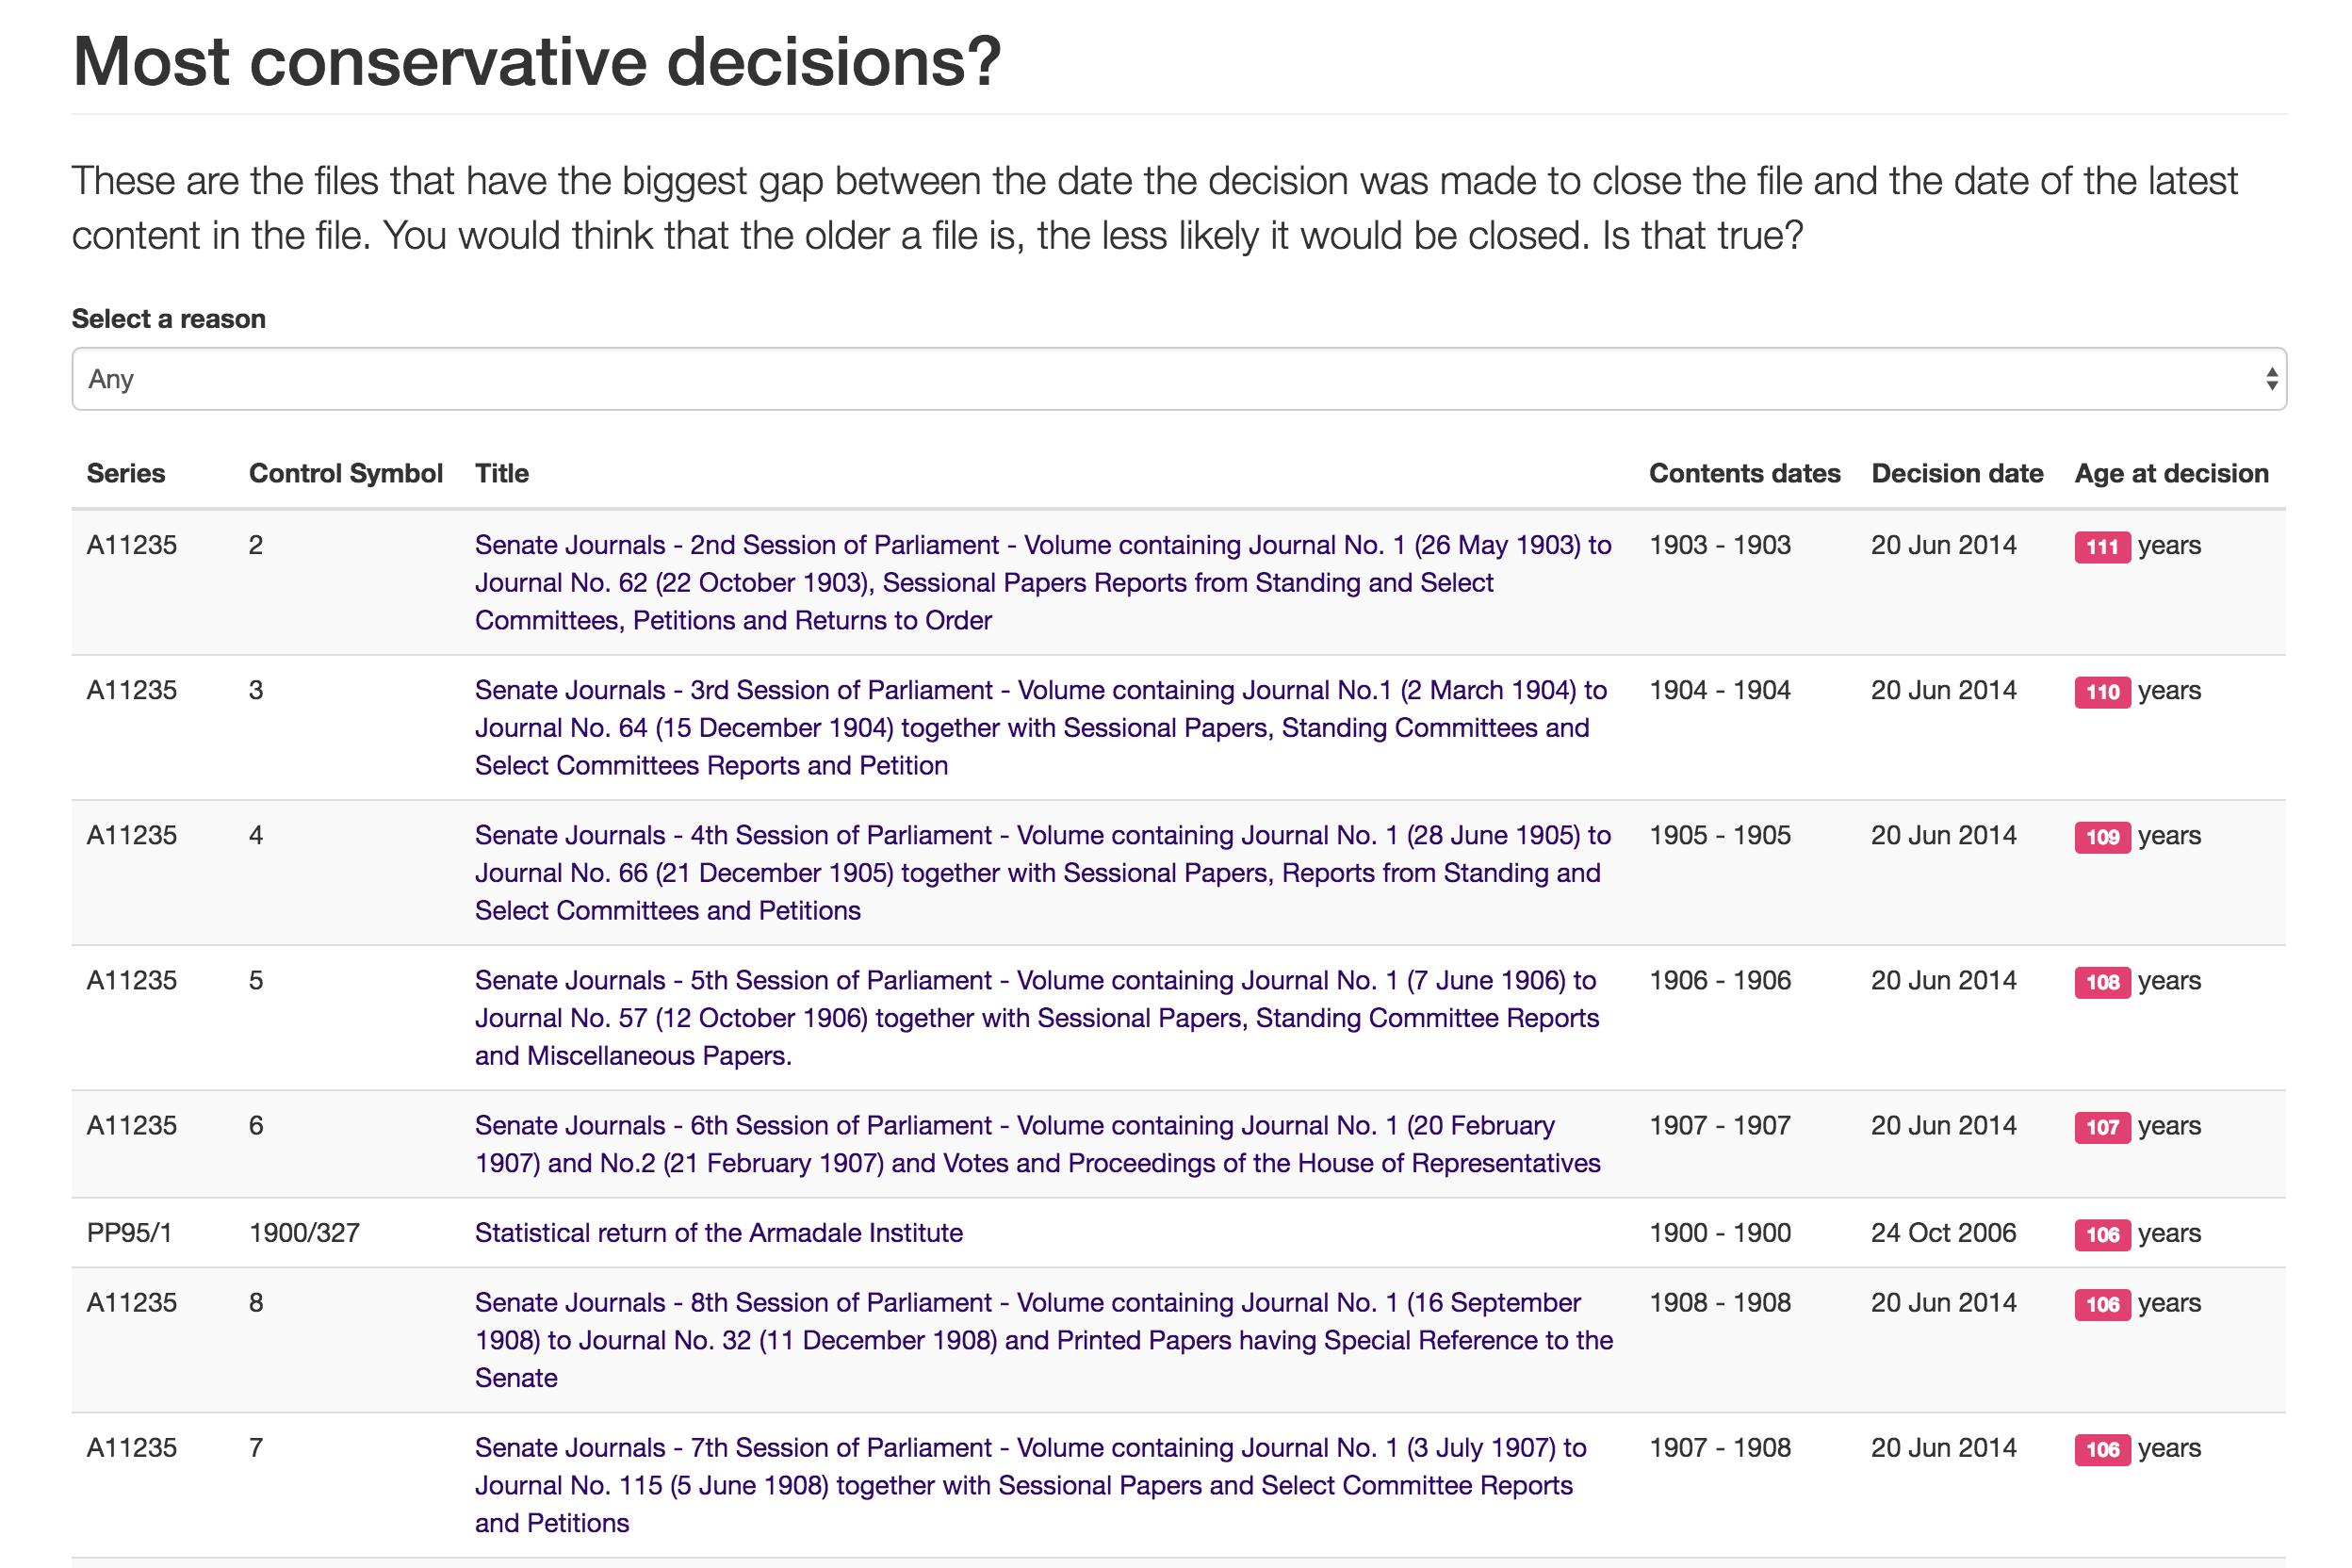 Most conservative decisions?
These are the files that have the biggest gap between the date the decision was made to close the file and the date of the latest
content in the file. You would think that the older a file is, the less likely it would be closed. Is that true?
Select a reason
Any
Series Control Symbol Title Contents dates Decision date Age at decision
A11235 2 Senate Journals - 2nd Session of Parliament - Volume containing Journal No. 1 (26 May 1903) to 1903 - 1903 20 Jun 2014 111 years
Journal No. 62 (22 October 1903), Sessional Papers Reports from Standing and Select
Committees, Petitions and Returns to Order
A11235 3 Senate Journals - 3rd Session of Parliament - Volume containing Journal No.1 (2 March 1904) to 1904 - 1904 20 Jun 2014 110 years
Journal No. 64 (15 December 1904) together with Sessional Papers, Standing Committees and
Select Committees Reports and Petition
A11235 4 Senate Journals - 4th Session of Parliament - Volume containing Journal No. 1 (28 June 1905) to 1905 - 1905 20 Jun 2014 109 years
Journal No. 66 (21 December 1905) together with Sessional Papers, Reports from Standing and
Select Committees and Petitions
A11235 5 Senate Journals - 5th Session of Parliament - Volume containing Journal No. 1 (7 June 1906) to 1906 - 1906 20 Jun 2014 108 years
Journal No. 57 (12 October 1906) together with Sessional Papers, Standing Committee Reports
and Miscellaneous Papers.
A11235 6 Senate Journals - 6th Session of Parliament - Volume containing Journal No. 1 (20 February 1907 - 1907 20 Jun 2014 107 years
1907) and No.2 (21 February 1907) and Votes and Proceedings of the House of Representatives
PP95/1 1900/327 Statistical return of the Armadale Institute 1900 - 1900 24 Oct 2006 106 years
A11235 8 Senate Journals - 8th Session of Parliament - Volume containing Journal No. 1 (16 September 1908 - 1908 20 Jun 2014 106 years
1908) to Journal No. 32 (11 December 1908) and Printed Papers having Special Reference to the
Senate
A11235 7 Senate Journals - 7th Session of Parliament - Volume containing Journal No. 1 (3 July 1907) to 1907 - 1908 20 Jun 2014 106 years
Journal No. 115 (5 June 1908) together with Sessional Papers and Select Committee Reports
and Petitions